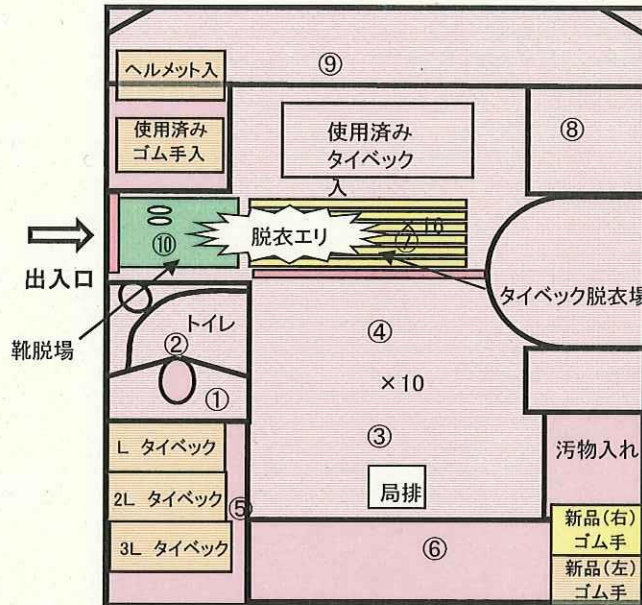 ⑨
ヘルメット入
使用済み
ゴム手入
使用済み
タイベック
入
⑧
⑩
脱衣エリ
⑦
出入口
タイベック脱衣場
靴脱場
トイレ
②
①
④
×10
③
局排
L タイベック
2L タイベック
3L タイベック
⑤
⑥
汚物入れ
新品(右)
ゴム手
新品(左)
ゴム手